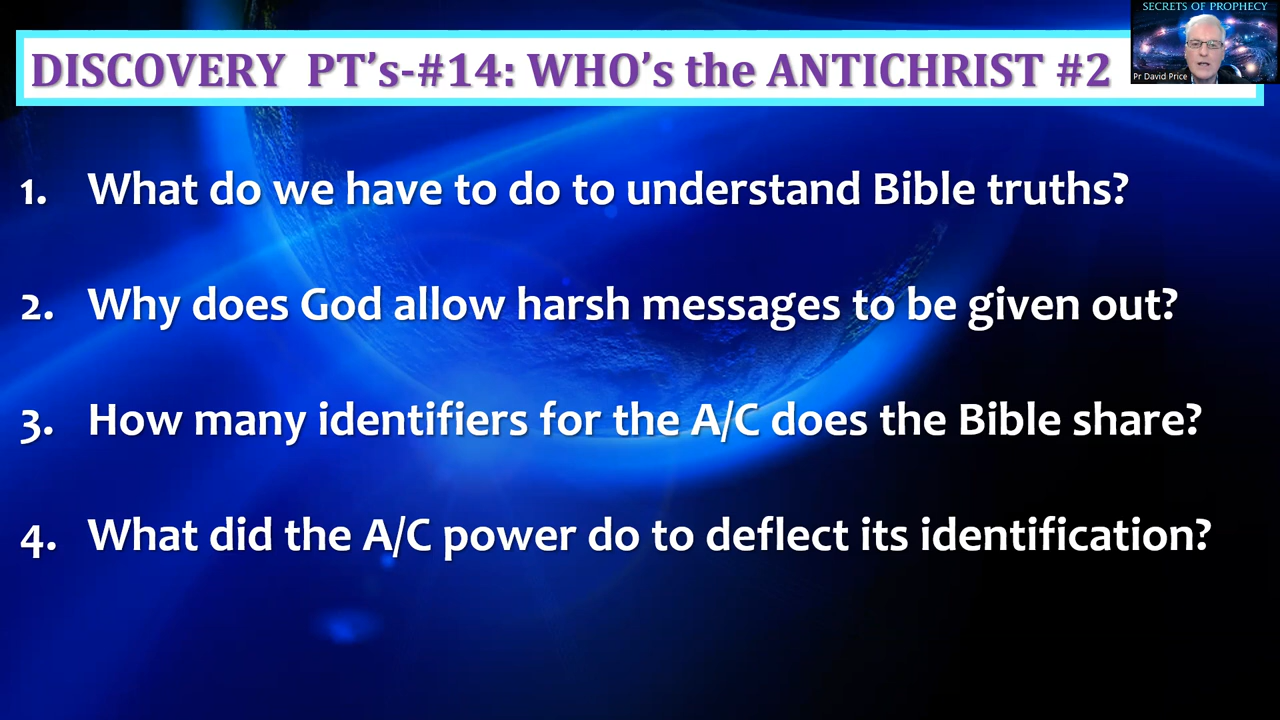 SECRETS OF PROPHECY
DISCOVERY PT's-#14: WHO's the ANTICHRIST #2
Pr David Price
1. What do we have to do to understand Bible truths?
2. Why does God allow harsh messages to be given out?
3. How many identifiers for the A/C does the Bible share?
4. What did the A/C power do to deflect its identification?